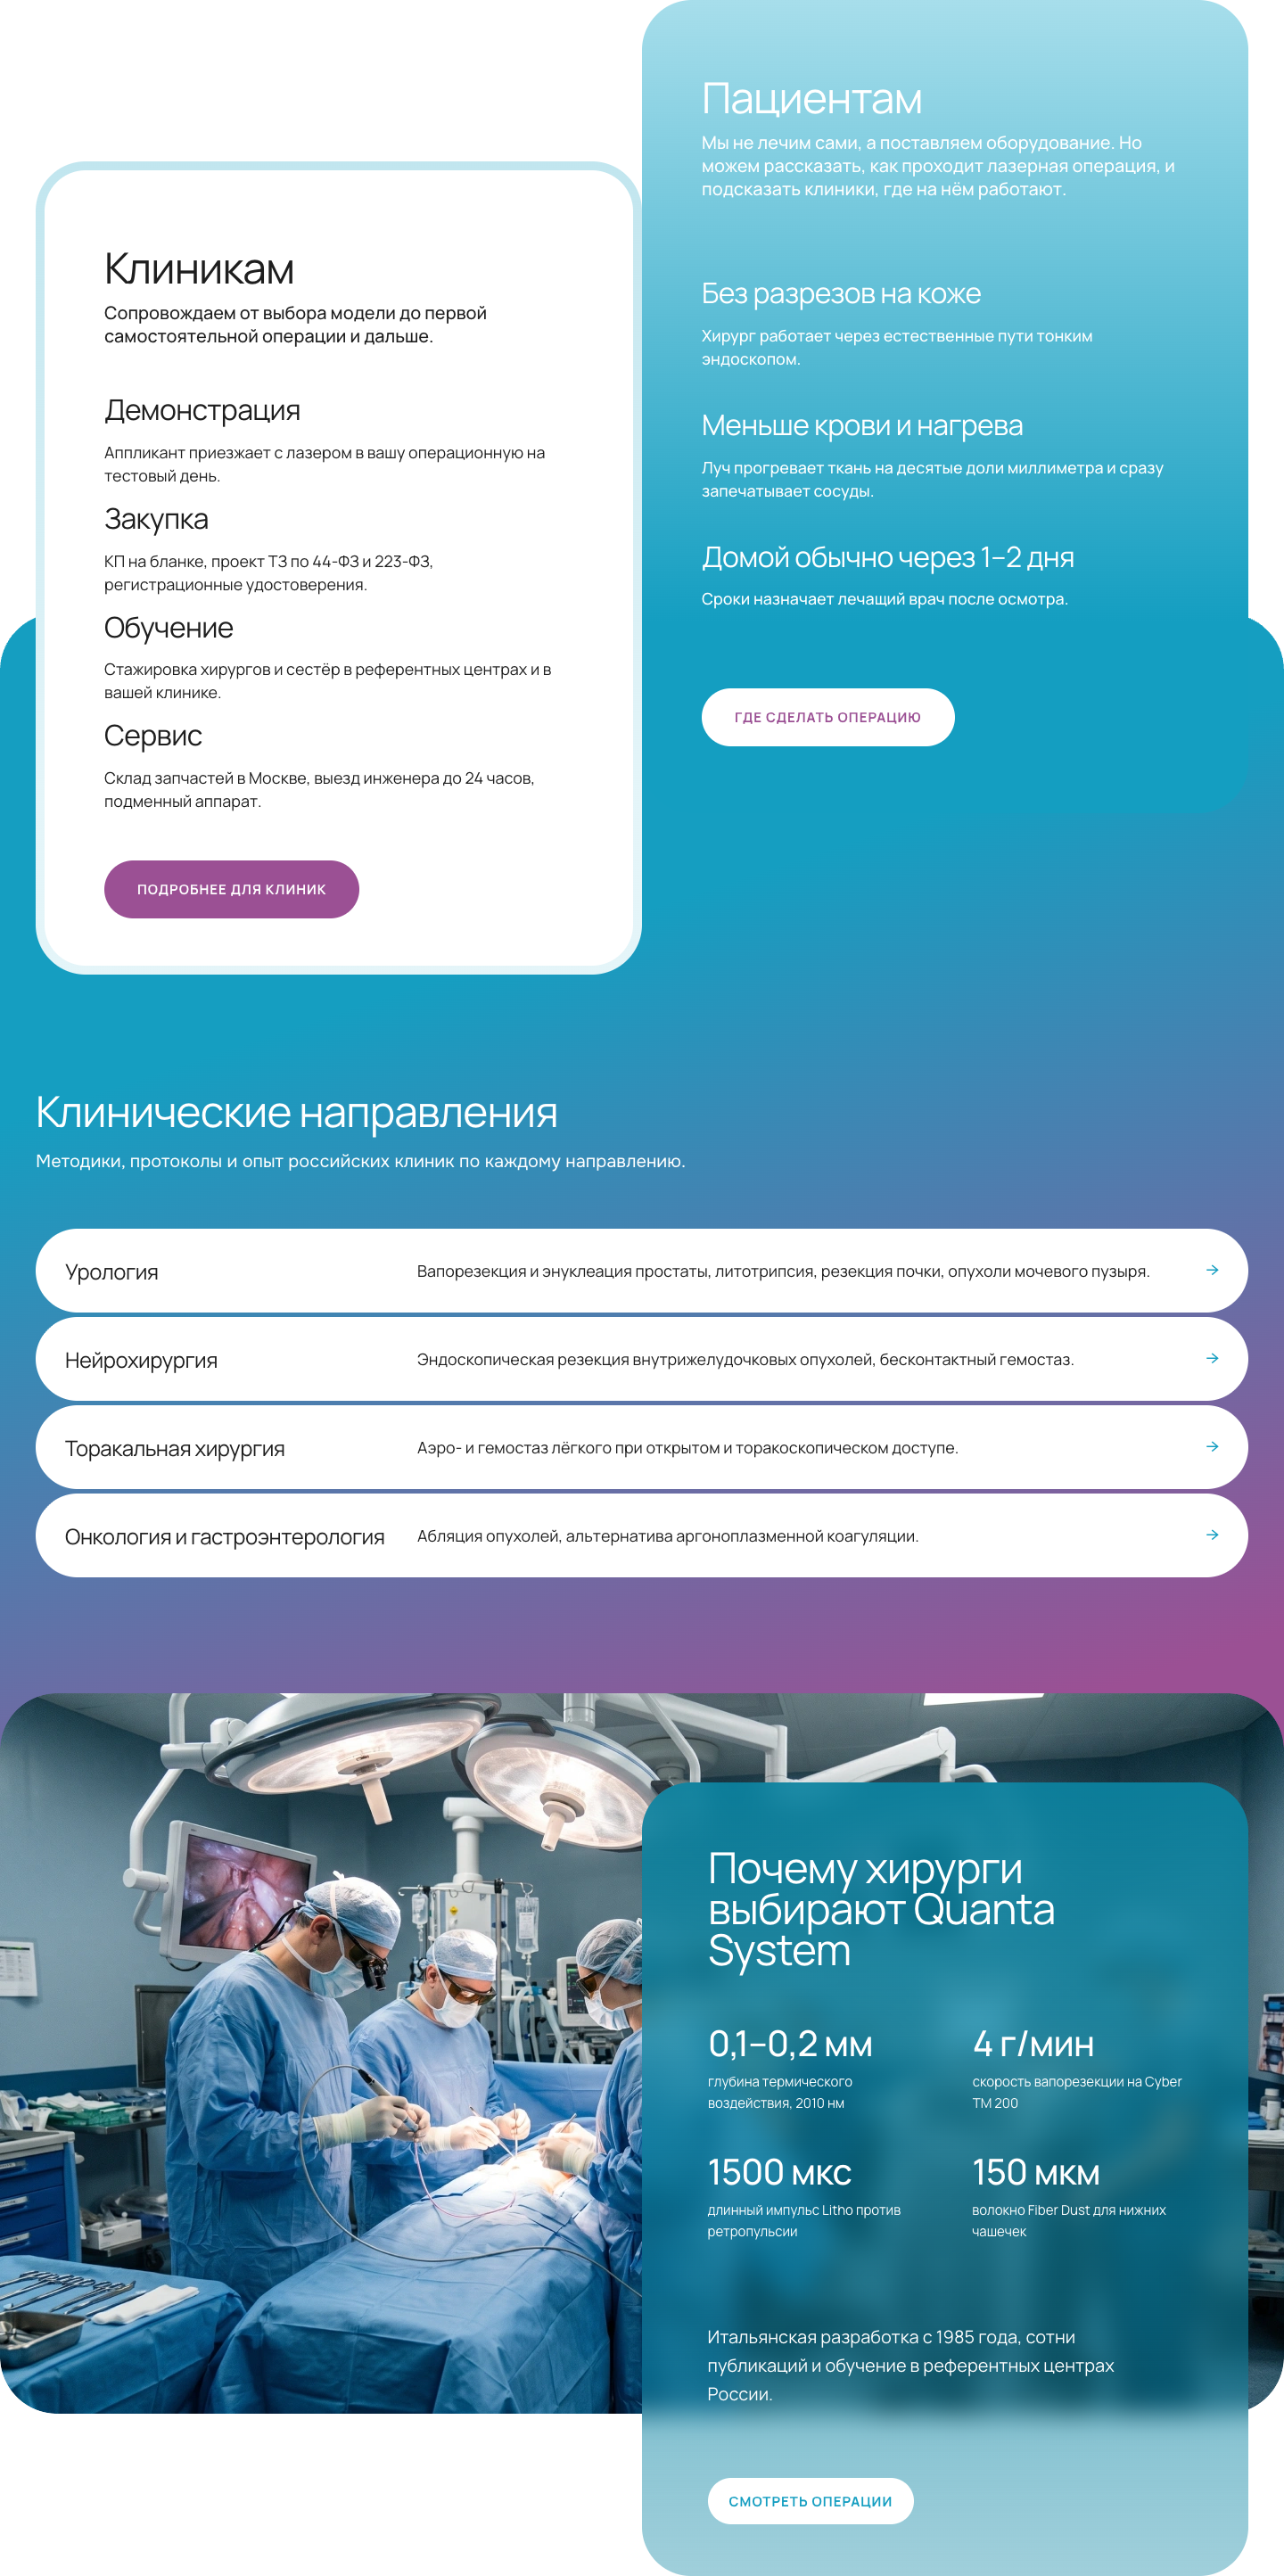 Пациентам
Мы не лечим сами, а поставляем оборудование. Но
можем рассказать, как проходит лазерная операция, и
подсказать клиники, где на нём работают.
Без разрезов на коже
Хирург работает через естественные пути тонким
эндоскопом.
Меньше крови и нагрева
Луч прогревает ткань на десятые доли миллиметра и сразу
запечатывает сосуды.
Домой обычно через 1–2 дня
Сроки назначает лечащий врач после осмотра.
ГДЕ СДЕЛАТЬ ОПЕРАЦИЮ
Клиникам
Сопровождаем от выбора модели до первой
самостоятельной операции и дальше.
Демонстрация
Аппликант приезжает с лазером в вашу операционную на
тестовый день.
Закупка
КП на бланке, проект ТЗ по 44-ФЗ и 223-ФЗ,
регистрационные удостоверения.
Обучение
Стажировка хирургов и сестёр в референтных центрах и в
вашей клинике.
Сервис
Склад запчастей в Москве, выезд инженера до 24 часов,
подменный аппарат.
ПОДРОБНЕЕ ДЛЯ КЛИНИК
Клинические направления
Методики, протоколы и опыт российских клиник по каждому направлению.
Урология
Вапорезекция и энуклеация простаты, литотрипсия, резекция почки, опухоли мочевого пузыря.
Нейрохирургия
Эндоскопическая резекция внутрижелудочковых опухолей, бесконтактный гемостаз.
Торакальная хирургия
Аэро- и гемостаз лёгкого при открытом и торакоскопическом доступе.
Онкология и гастроэнтерология
Абляция опухолей, альтернатива аргоноплазменной коагуляции.
Почему хирурги
выбирают Quanta
System
0,1–0,2 мм
глубина термического
воздействия, 2010 нм
4 г/мин
скорость вапорезекции на Cyber
TM 200
1500 мкс
длинный импульс Litho против
ретропульсии
150 мкм
волокно Fiber Dust для нижних
чашечек
Итальянская разработка с 1985 года, сотни
публикаций и обучение в референтных центрах
России.
СМОТРЕТЬ ОПЕРАЦИИ